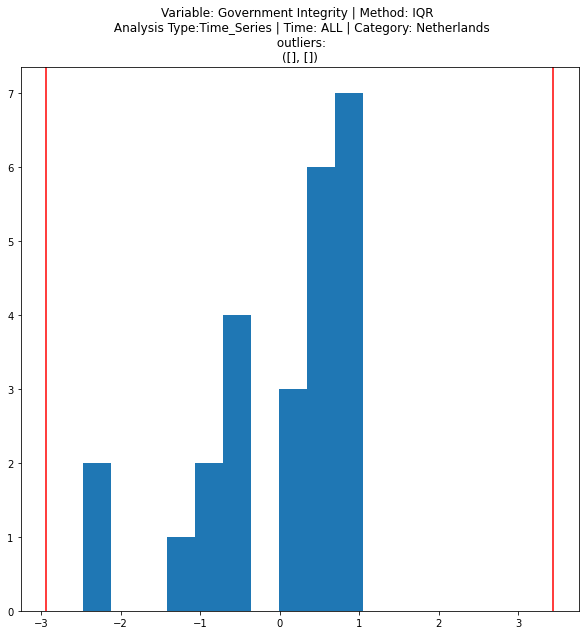 Variable: Government Integrity | Method: IQR
Analysis Type:Time_Series | Time: ALL | Category: Netherlands
outliers:
([], [])
7
6
5
4
3
2
1
0
−3 −2 −1 0 1 2 3